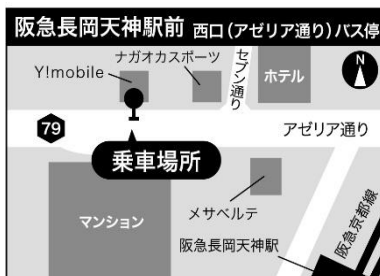 阪急長岡天神駅前 西口（アゼリア通り）バス停
Y!mobile
ナガオカスポーツ
セブン通り
ホテル
N
79
アゼリア通り
乗車場所
マンション
メサベルテ
阪急長岡天神駅
阪急京都線